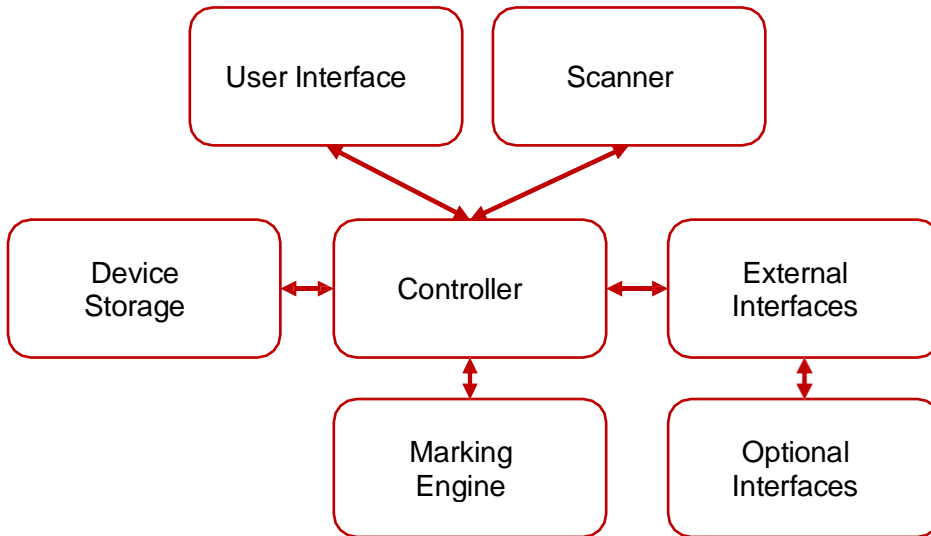 User Interface
Scanner
Device
Storage
Controller
External
Interfaces
Marking
Engine
Optional
Interfaces